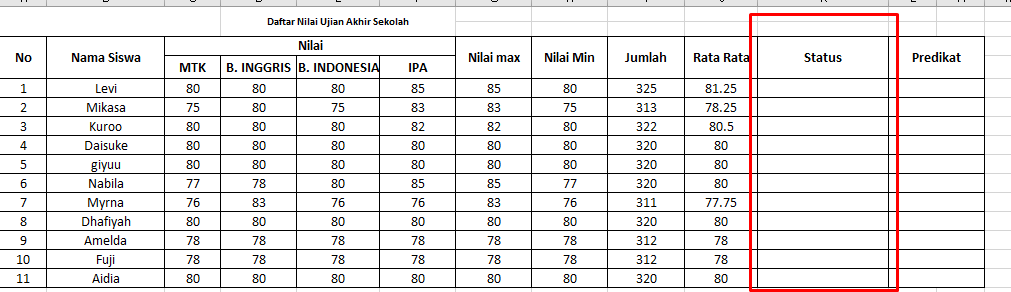 Daftar Nilai Ujian Akhir Sekolah
No Nama Siswa Nilai Nilai max Nilai Min Jumlah Rata Rata Status Predikat
MTK B. INGGRIS B. INDONESIA IPA
1 Levi 80 80 80 85 85 80 325 81.25
2 Mikasa 75 80 75 83 83 75 313 78.25
3 Kuroo 80 80 80 82 82 80 322 80.5
4 Daisuke 80 80 80 80 80 80 320 80
5 giyuu 80 80 80 80 80 80 320 80
6 Nabila 77 78 80 85 85 77 320 80
7 Myrna 76 83 76 76 83 76 311 77.75
8 Dhafiyah 80 80 80 80 80 80 320 80
9 Amelda 78 78 78 78 78 78 312 78
10 Fuji 78 78 78 78 78 78 312 78
11 Aidia 80 80 80 80 80 80 320 80